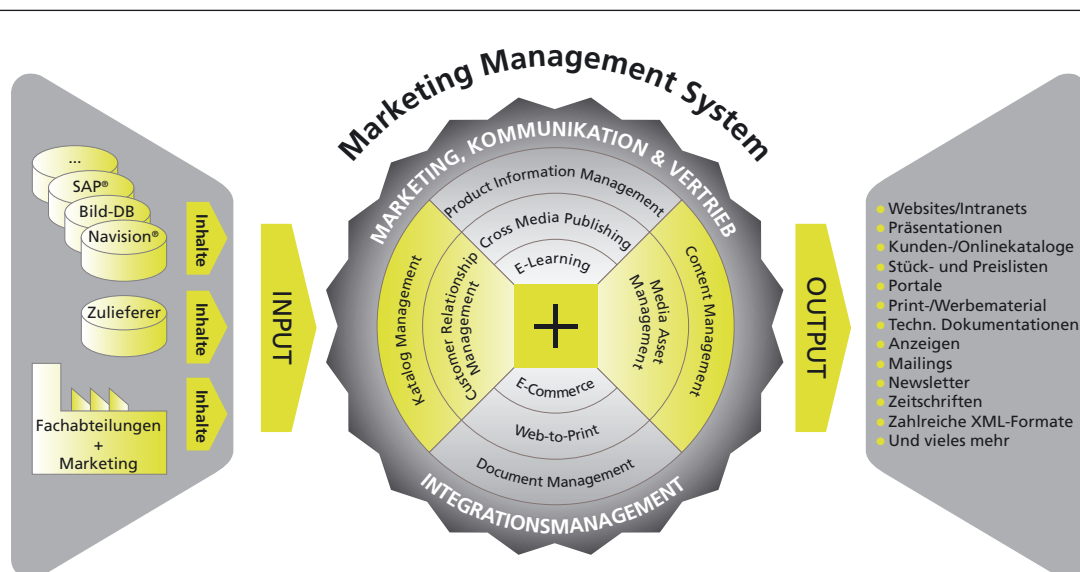 Marketing Management System
...
SAP®
Bild-DB
Navision®
Inhalte
Zulieferer
Inhalte
Fachabteilungen
+
Marketing
Inhalte
INPUT
MARKETING, KOMMUNIKATION & VERTRIEB
Product Information Management
Cross Media Publishing
E-Learning
Katalog Management
Customer Relationship
Management
+
Media Asset
Management
Content Management
E-Commerce
Web-to-Print
Document Management
INTEGRATIONSMANAGEMENT
OUTPUT
Websites/Intranets
Präsentationen
Kunden-/Onlinekataloge
Stück- und Preislisten
Portale
Print-/Werbematerial
Techn. Dokumentationen
Anzeigen
Mailings
Newsletter
Zeitschriften
Zahlreiche XML-Formate
Und vieles mehr